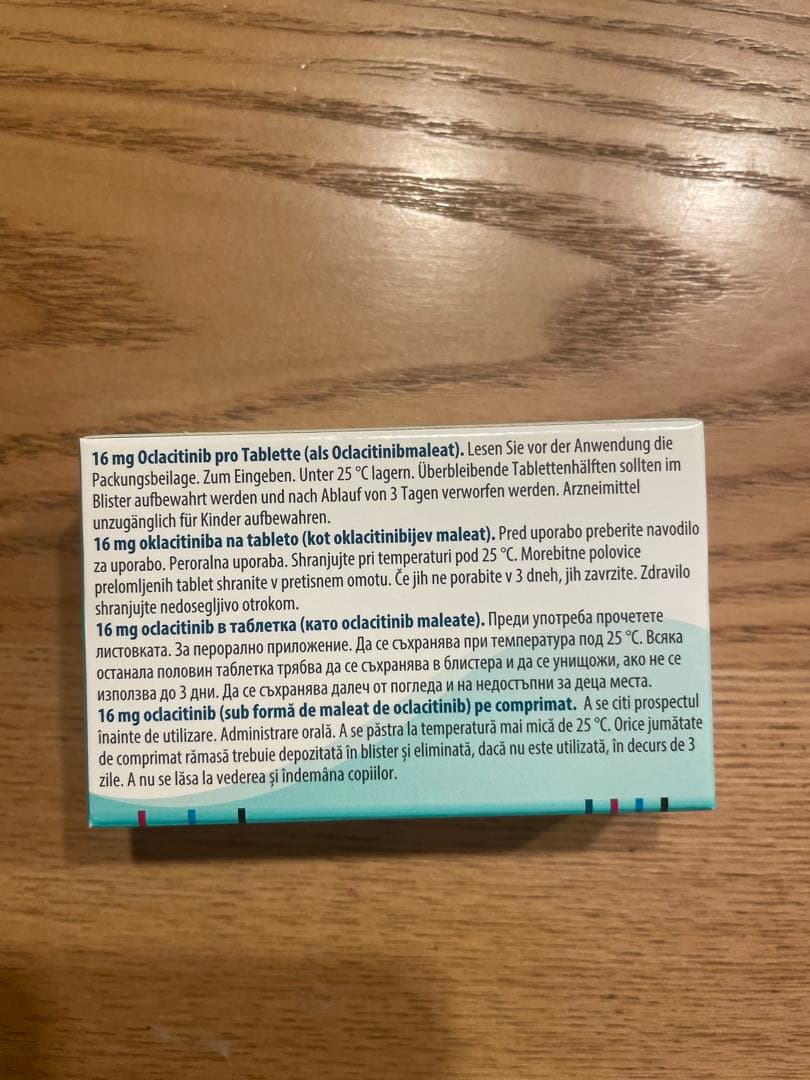 16 mg Oclacitinib pro Tablette (als Oclacitinibmaleat). Lesen Sie vor der Anwendung die
Packungsbeilage. Zum Eingeben. Unter 25 °C lagern. Überbleibende Tablettenhälften sollten im
Blister aufbewahrt werden und nach Ablauf von 3 Tagen verworfen werden. Arzneimittel
unzugänglich für Kinder aufbewahren.
16 mg oklacitiniba na tableto (kot oklacitinibijev maleat). Pred uporabo preberite navodilo
za uporabo. Peroralna uporaba. Shranjujte pri temperaturi pod 25 °C. Morebitne polovice
prelomljenih tablet shranite v pretisnem omotu. Če jih ne porabite v 3 dneh, jih zavrzite. Zdravilo
shranjujte nedosegljivo otrokom.
16 mg oclacitinib в таблетка (като oclacitinib maleate). Преди употреба прочетете
листовката. За перорално приложение. Да се съхранява при температура под 25 °C. Всяка
останала половин таблетка трябва да се съхранява в блистера и да се унищожи, ако не се
използва до 3 дни. Да се съхранява далеч от погледа и на недостъпни за деца места.
16 mg oclacitinib (sub formă de maleat de oclacitinib) pe comprimat. A se citi prospectul
înainte de utilizare. Administrare orală. A se păstra la temperatură mai mică de 25 °C. Orice jumătate
de comprimat rămasă trebuie depozitată în blister și eliminată, dacă nu este utilizată, în decurs de 3
zile. A nu se lăsa la vederea și îndemâna copiilor.